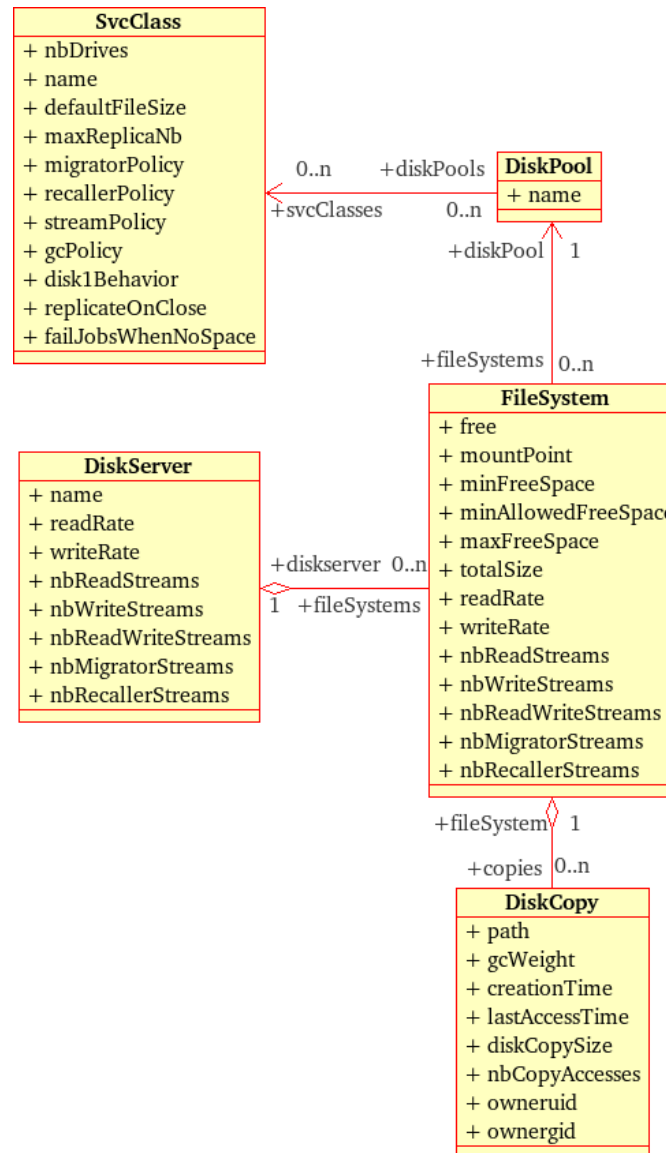 SvcClass
+ nbDrives
+ name
+ defaultFileSize
+ maxReplicaNb
+ migratorPolicy
+ recallerPolicy
+ streamPolicy
+ gcPolicy
+ disk1Behavior
+ replicateOnClose
+ failJobsWhenNoSpace
0..n +diskPools
+svcClasses 0..n
DiskPool
+ name
+diskPool 1
+fileSystems 0..n
FileSystem
+ free
+ mountPoint
+ minFreeSpace
+ minAllowedFreeSpace
+ maxFreeSpace
+ totalSize
+ readRate
+ writeRate
+ nbReadStreams
+ nbWriteStreams
+ nbReadWriteStreams
+ nbMigratorStreams
+ nbRecallerStreams
DiskServer
+ name
+ readRate
+ writeRate
+ nbReadStreams
+ nbWriteStreams
+ nbReadWriteStreams
+ nbMigratorStreams
+ nbRecallerStreams
+diskserver 0..n
1 +fileSystems
+fileSystem 1
+copies 0..n
DiskCopy
+ path
+ gcWeight
+ creationTime
+ lastAccessTime
+ diskCopySize
+ nbCopyAccesses
+ owneruid
+ ownergid